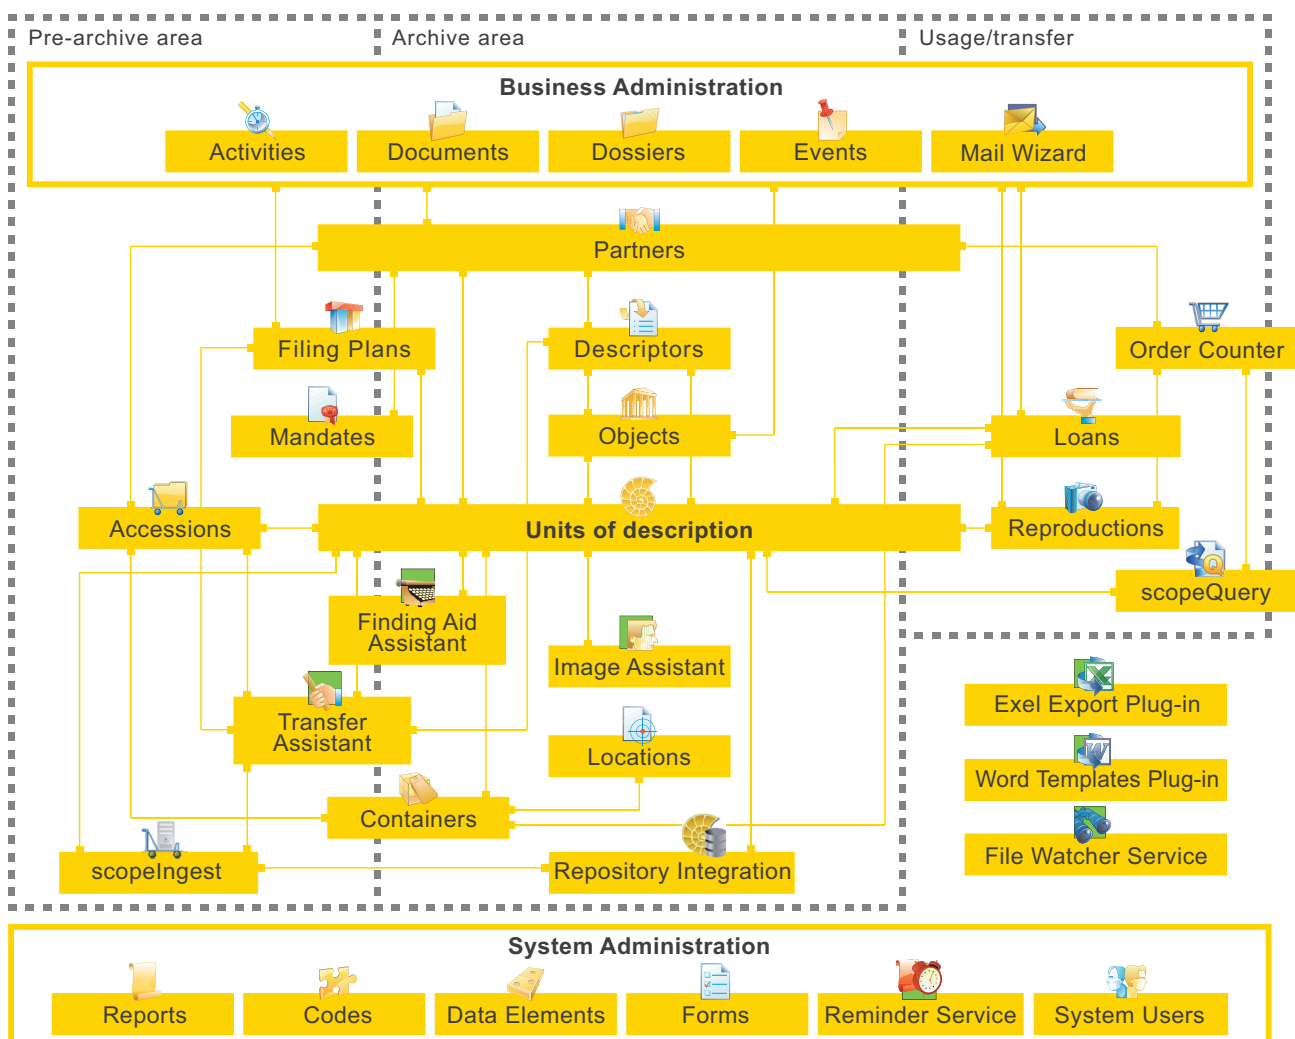 Pre-archive area
Archive area
Usage/transfer
Business Administration
Activities
Documents
Dossiers
Events
Mail Wizard
Partners
Filing Plans
Descriptors
Order Counter
Mandates
Objects
Loans
Accessions
Units of description
Reproductions
scopeQuery
Finding Aid
Assistant
Image Assistant
Exel Export Plug-in
Transfer
Assistant
Locations
Word Templates Plug-in
Containers
scopeIngest
Repository Integration
File Watcher Service
System Administration
Reports
Codes
Data Elements
Forms
Reminder Service
System Users